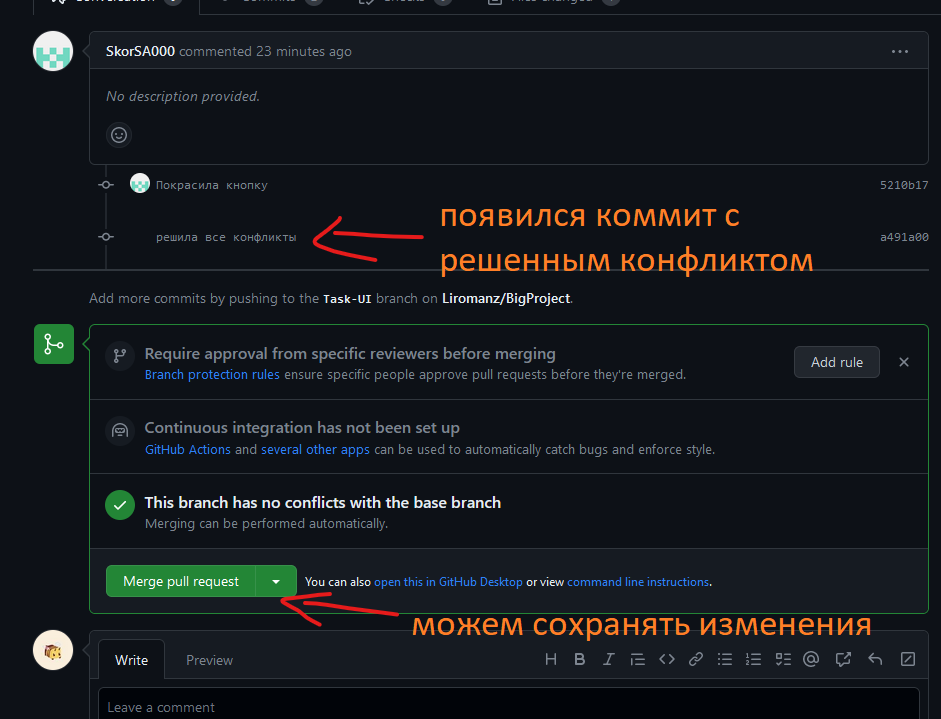 Conversation
Commits
Checks
Files changed
SkorSA000 commented 23 minutes ago
No description provided.
Покрасила кнопку 5210b17
появился коммит с
решила все конфликты a491a00
решенным конфликтом
Add more commits by pushing to the Task-UI branch on Liromanz/BigProject.
Require approval from specific reviewers before merging
Branch protection rules ensure specific people approve pull requests before they're merged.
Add rule
Continuous integration has not been set up
GitHub Actions and several other apps can be used to automatically catch bugs and enforce style.
This branch has no conflicts with the base branch
Merging can be performed automatically.
Merge pull request
You can also open this in GitHub Desktop or view command line instructions.
можем сохранять изменения
Write Preview
Leave a comment